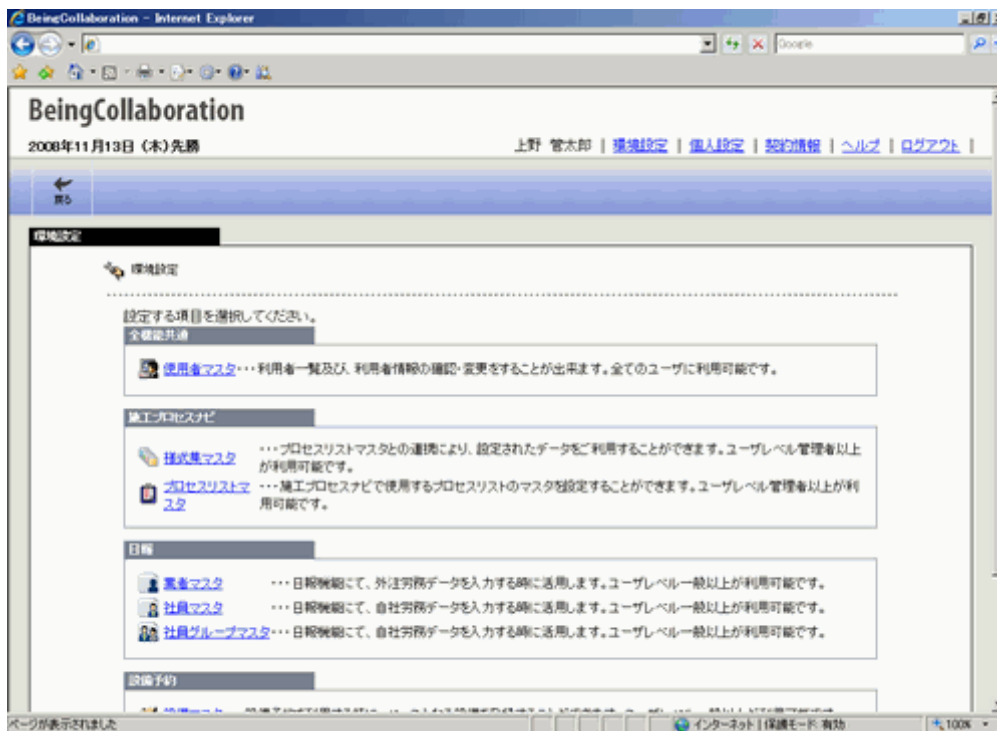 BeingCollaboration - Internet Explorer
Google
BeingCollaboration
2008年11月13日 (木)先勝
上野 管太郎 | 環境設定 | 個人設定 | 契約情報 | ヘルプ | ログアウト |
戻る
環境設定
環境設定
設定する項目を選択してください。
全機能共通
使用者マスタ・・・利用者一覧及び、利用者情報の確認・変更をすることが出来ます。全てのユーザに利用可能です。
施工プロセスナビ
様式集マスタ ・・・プロセスリストマスタとの連携により、設定されたデータをご利用することができます。ユーザレベル管理者以上
が利用可能です。
プロセスリストマ ・・・施工プロセスナビで使用するプロセスリストのマスタを設定することができます。ユーザレベル管理者以上が利
スタ 用可能です。
日報
業者マスタ ・・・日報機能にて、外注労務データを入力する時に活用します。ユーザレベル一般以上が利用可能です。
社員マスタ ・・・日報機能にて、自社労務データを入力する時に活用します。ユーザレベル一般以上が利用可能です。
社員グループマスタ・・・日報機能にて、自社労務データを入力する時に活用します。ユーザレベル一般以上が利用可能です。
設備予約
ページが表示されました
インターネット | 保護モード: 有効
100%